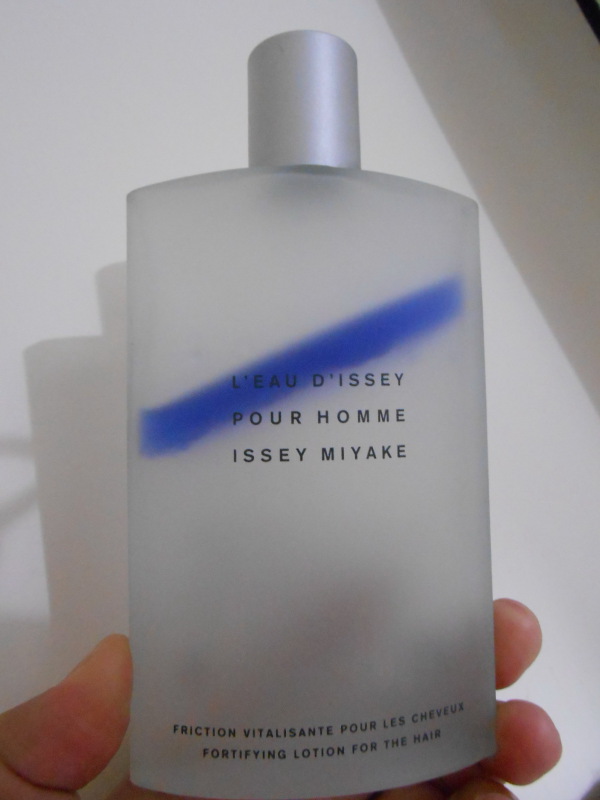 L'EAU D'ISSEY
POUR HOMME
ISSEY MIYAKE
FRICTION VITALISANTE POUR LES CHEVEUX
FORTIFYING LOTION FOR THE HAIR